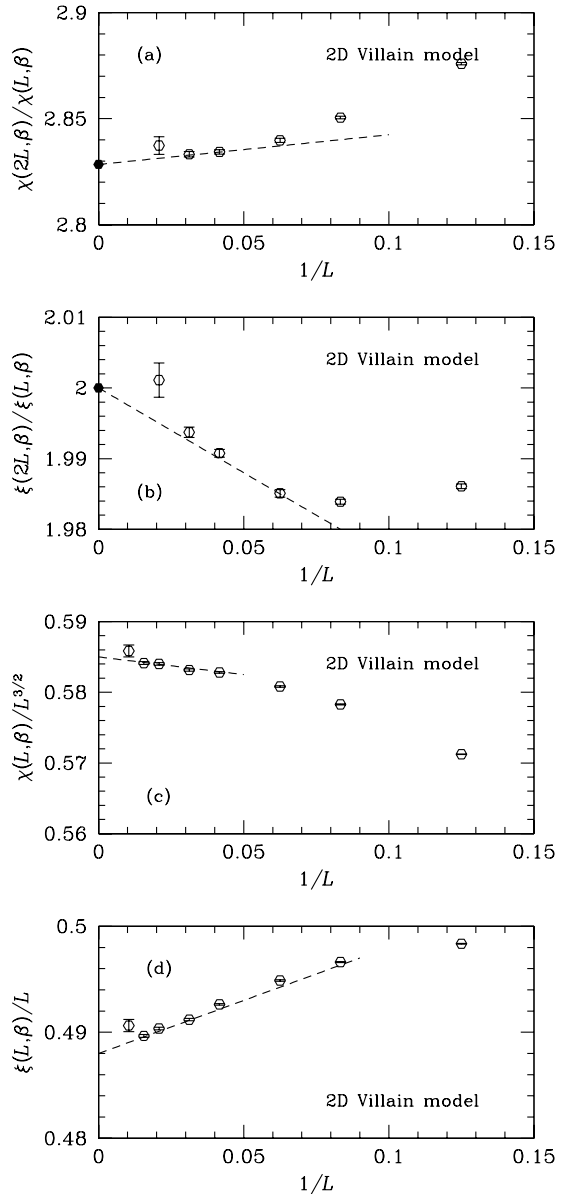 2.9
(a)
2D Villain model
2.85
χ(2L,β)/χ(L,β)
2.8
0 0.05 0.1 0.15
1/L
2.01
2D Villain model
2
ξ(2L,β)/ξ(L,β)
1.99
(b)
1.98
0 0.05 0.1 0.15
1/L
0.59
2D Villain model
0.58
χ(L,β)/L^{3/2}
0.57
(c)
0.56
0 0.05 0.1 0.15
1/L
0.5
(d)
0.49
ξ(L,β)/L
2D Villain model
0.48
0 0.05 0.1 0.15
1/L